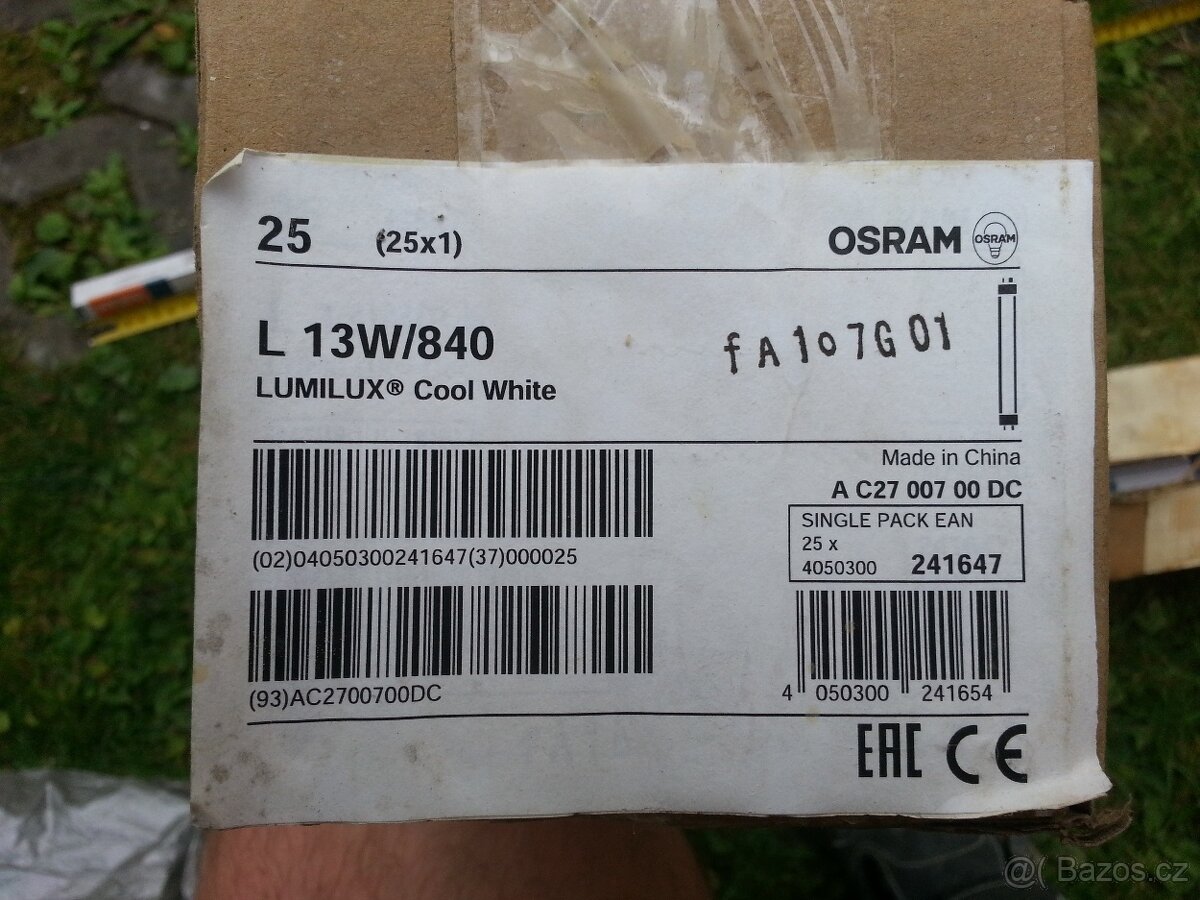 25 (25x1) OSRAM OSRAM
L 13W/840
LUMILUX® Cool White
fA107G01
Made in China
A C27 007 00 DC
SINGLE PACK EAN
25 x
4050300 241647
(02)04050300241647(37)000025
(93)AC2700700DC
4 050300 241654
EAC CE
@( Bazos.cz